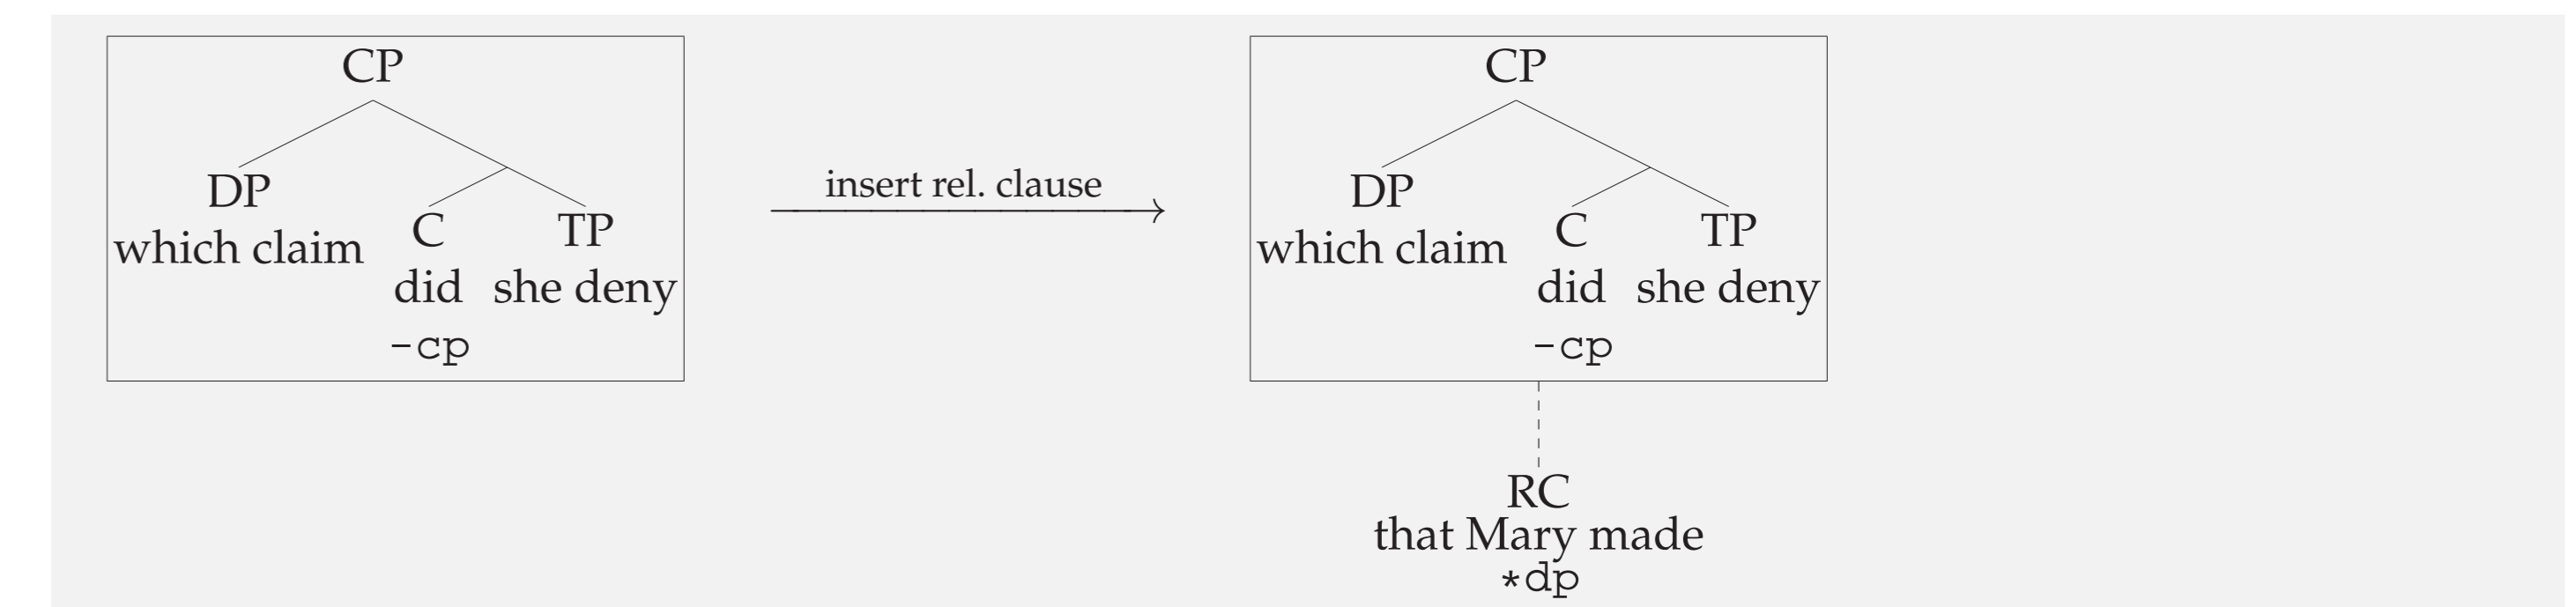 CP
DP
which claim
C
did
-cp
TP
she deny
insert rel. clause
CP
DP
which claim
C
did
-cp
TP
she deny
RC
that Mary made
*dp